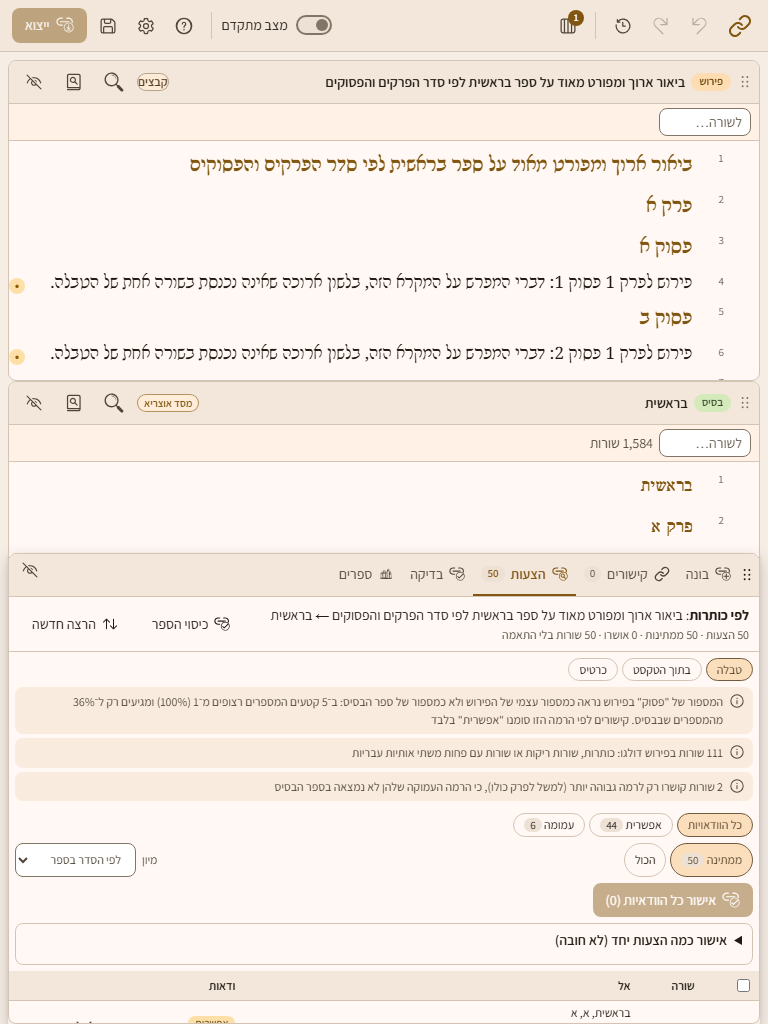 1
מצב מתקדם
ייצוא
פירוש
ביאור ארוך ומפורט מאוד על ספר בראשית לפי סדר הפרקים והפסוקים
קבצים
לשורה…
1 ביאור ארוך ומפורט מאוד על ספר בראשית לפי סדר הפרקים והפסוקים
2 פרק א
3 פסוק א
4 פירוש לפרק 1 פסוק 1: דברי המפרש על המקרא הזה, בלשון ארוכה שאינה נכנסת בשורה אחת של הטבלה.
5 פסוק ב
6 פירוש לפרק 1 פסוק 2: דברי המפרש על המקרא הזה, בלשון ארוכה שאינה נכנסת בשורה אחת של הטבלה.
בסיס
בראשית
מסד אוצריא
לשורה…
1,584 שורות
1 בראשית
2 פרק א
בונה
קישורים 0
הצעות 50
בדיקה
ספרים
לפי כותרות: ביאור ארוך ומפורט מאוד על ספר בראשית לפי סדר הפרקים והפסוקים ← בראשית
50 הצעות · 50 ממתינות · 0 אושרו · 50 שורות בלי התאמה
כיסוי הספר
הרצה חדשה
טבלה
בתוך הטקסט
כרטיס
המספור של "פסוק" בפירוש נראה כמספור עצמי של הפירוש ולא כמספור של ספר הבסיס: ב־5 קטעים המספרים רצופים מ־1 (100%) ומגיעים רק ל־36%
מהמספרים שבבסיס. קישורים לפי הרמה הזו סומנו "אפשרית" בלבד
111 שורות בפירוש דולגו: כותרות, שורות ריקות או שורות עם פחות משתי אותיות עבריות
2 שורות קושרו רק לרמה גבוהה יותר (למשל לפרק כולו), כי הרמה העמוקה שלהן לא נמצאה בספר הבסיס
כל הוודאויות
אפשרית 44
עמומה 6
ממתינה 50
הכול
מיון
לפי הסדר בספר
אישור כל הוודאיות (0)
אישור כמה הצעות יחד (לא חובה)
שורה
אל
ודאות
בראשית, א, א